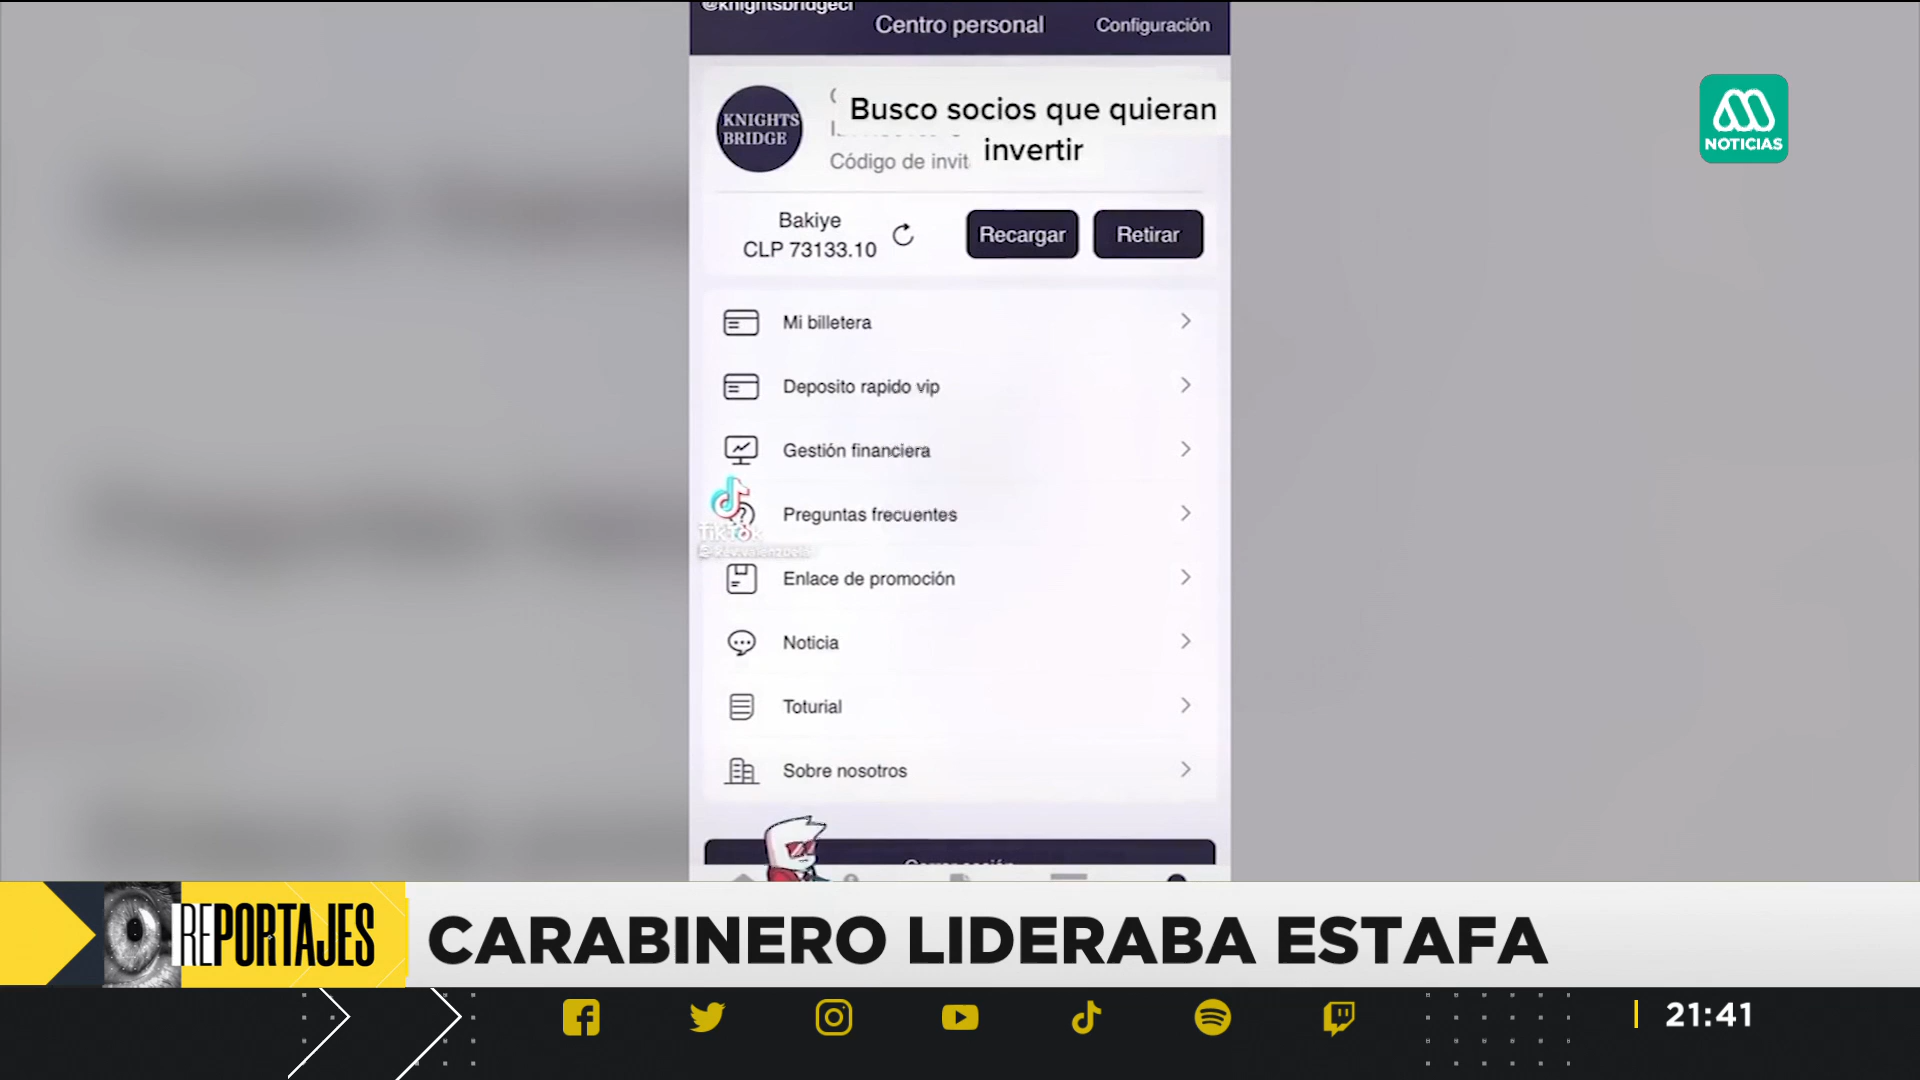 @knightsbridgecl
Centro personal
Configuración
NOTICIAS
KNIGHTS
BRIDGE
Busco socios que quieran
invertir
Código de invit
Bakiye
CLP 73133.10
Recargar
Retirar
Mi billetera
Deposito rapido vip
Gestión financiera
Preguntas frecuentes
TikTok
Enlace de promoción
Noticia
Toturial
Sobre nosotros
REPORTAJES
CARABINERO LIDERABA ESTAFA
21:41